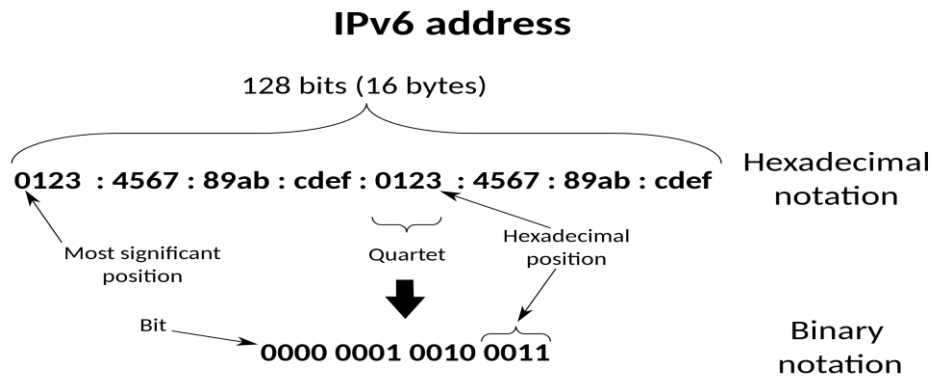 IPv6 address
128 bits (16 bytes)
0123 : 4567 : 89ab : cdef : 0123 : 4567 : 89ab : cdef
Hexadecimal
notation
Most significant
position
Quartet
Hexadecimal
position
Bit
0000 0001 0010 0011
Binary
notation